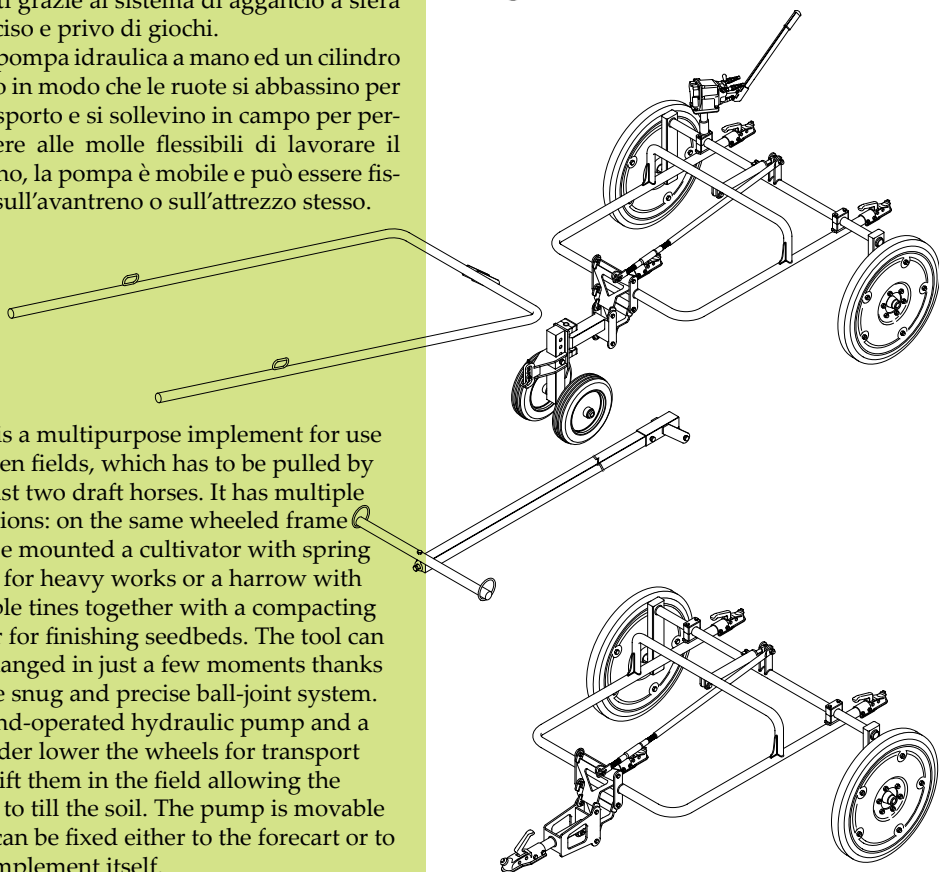 ti grazie al sistema di aggancio a sfera
ciso e privo di giochi.
pompa idraulica a mano ed un cilindro
o in modo che le ruote si abbassino per
sporto e si sollevino in campo per per-
ere alle molle flessibili di lavorare il
no, la pompa è mobile e può essere fis-
sull'avantreno o sull'attrezzo stesso.
is a multipurpose implement for use
en fields, which has to be pulled by
st two draft horses. It has multiple
ions: on the same wheeled frame
e mounted a cultivator with spring
for heavy works or a harrow with
ble tines together with a compacting
r for finishing seedbeds. The tool can
anged in just a few moments thanks
e snug and precise ball-joint system.
nd-operated hydraulic pump and a
der lower the wheels for transport
ift them in the field allowing the
to till the soil. The pump is movable
can be fixed either to the forecart or to
mplement itself.